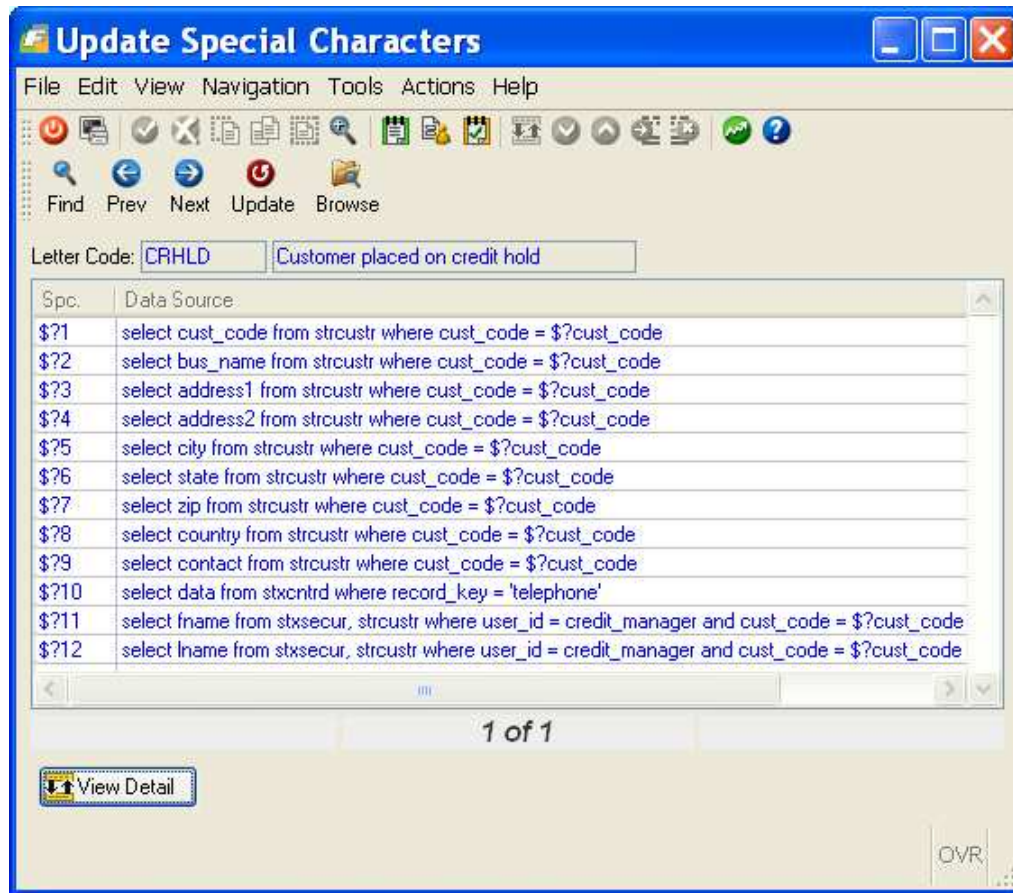 Update Special Characters
File Edit View Navigation Tools Actions Help
Find Prev Next Update Browse
Letter Code: CRHLD Customer placed on credit hold
Spc. Data Source
$?1 select cust_code from strcustr where cust_code = $?cust_code
$?2 select bus_name from strcustr where cust_code = $?cust_code
$?3 select address1 from strcustr where cust_code = $?cust_code
$?4 select address2 from strcustr where cust_code = $?cust_code
$?5 select city from strcustr where cust_code = $?cust_code
$?6 select state from strcustr where cust_code = $?cust_code
$?7 select zip from strcustr where cust_code = $?cust_code
$?8 select country from strcustr where cust_code = $?cust_code
$?9 select contact from strcustr where cust_code = $?cust_code
$?10 select data from stxcntrd where record_key = 'telephone'
$?11 select fname from stxsecur, strcustr where user_id = credit_manager and cust_code = $?cust_code
$?12 select lname from stxsecur, strcustr where user_id = credit_manager and cust_code = $?cust_code
1 of 1
View Detail
OVR